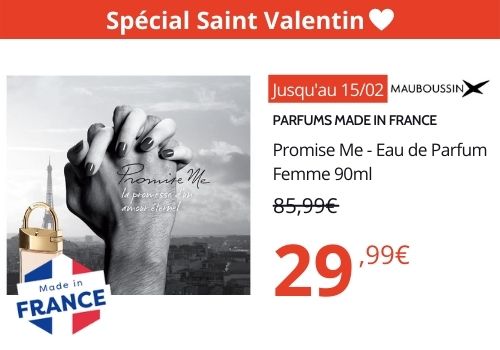 Spécial Saint Valentin
Jusqu'au 15/02 MAUBOUSSIN
PARFUMS MADE IN FRANCE
Promise Me - Eau de Parfum
Femme 90ml
85,99€
29,99€
Promise Me
la promesse d'un
amour éternel
Made in
FRANCE